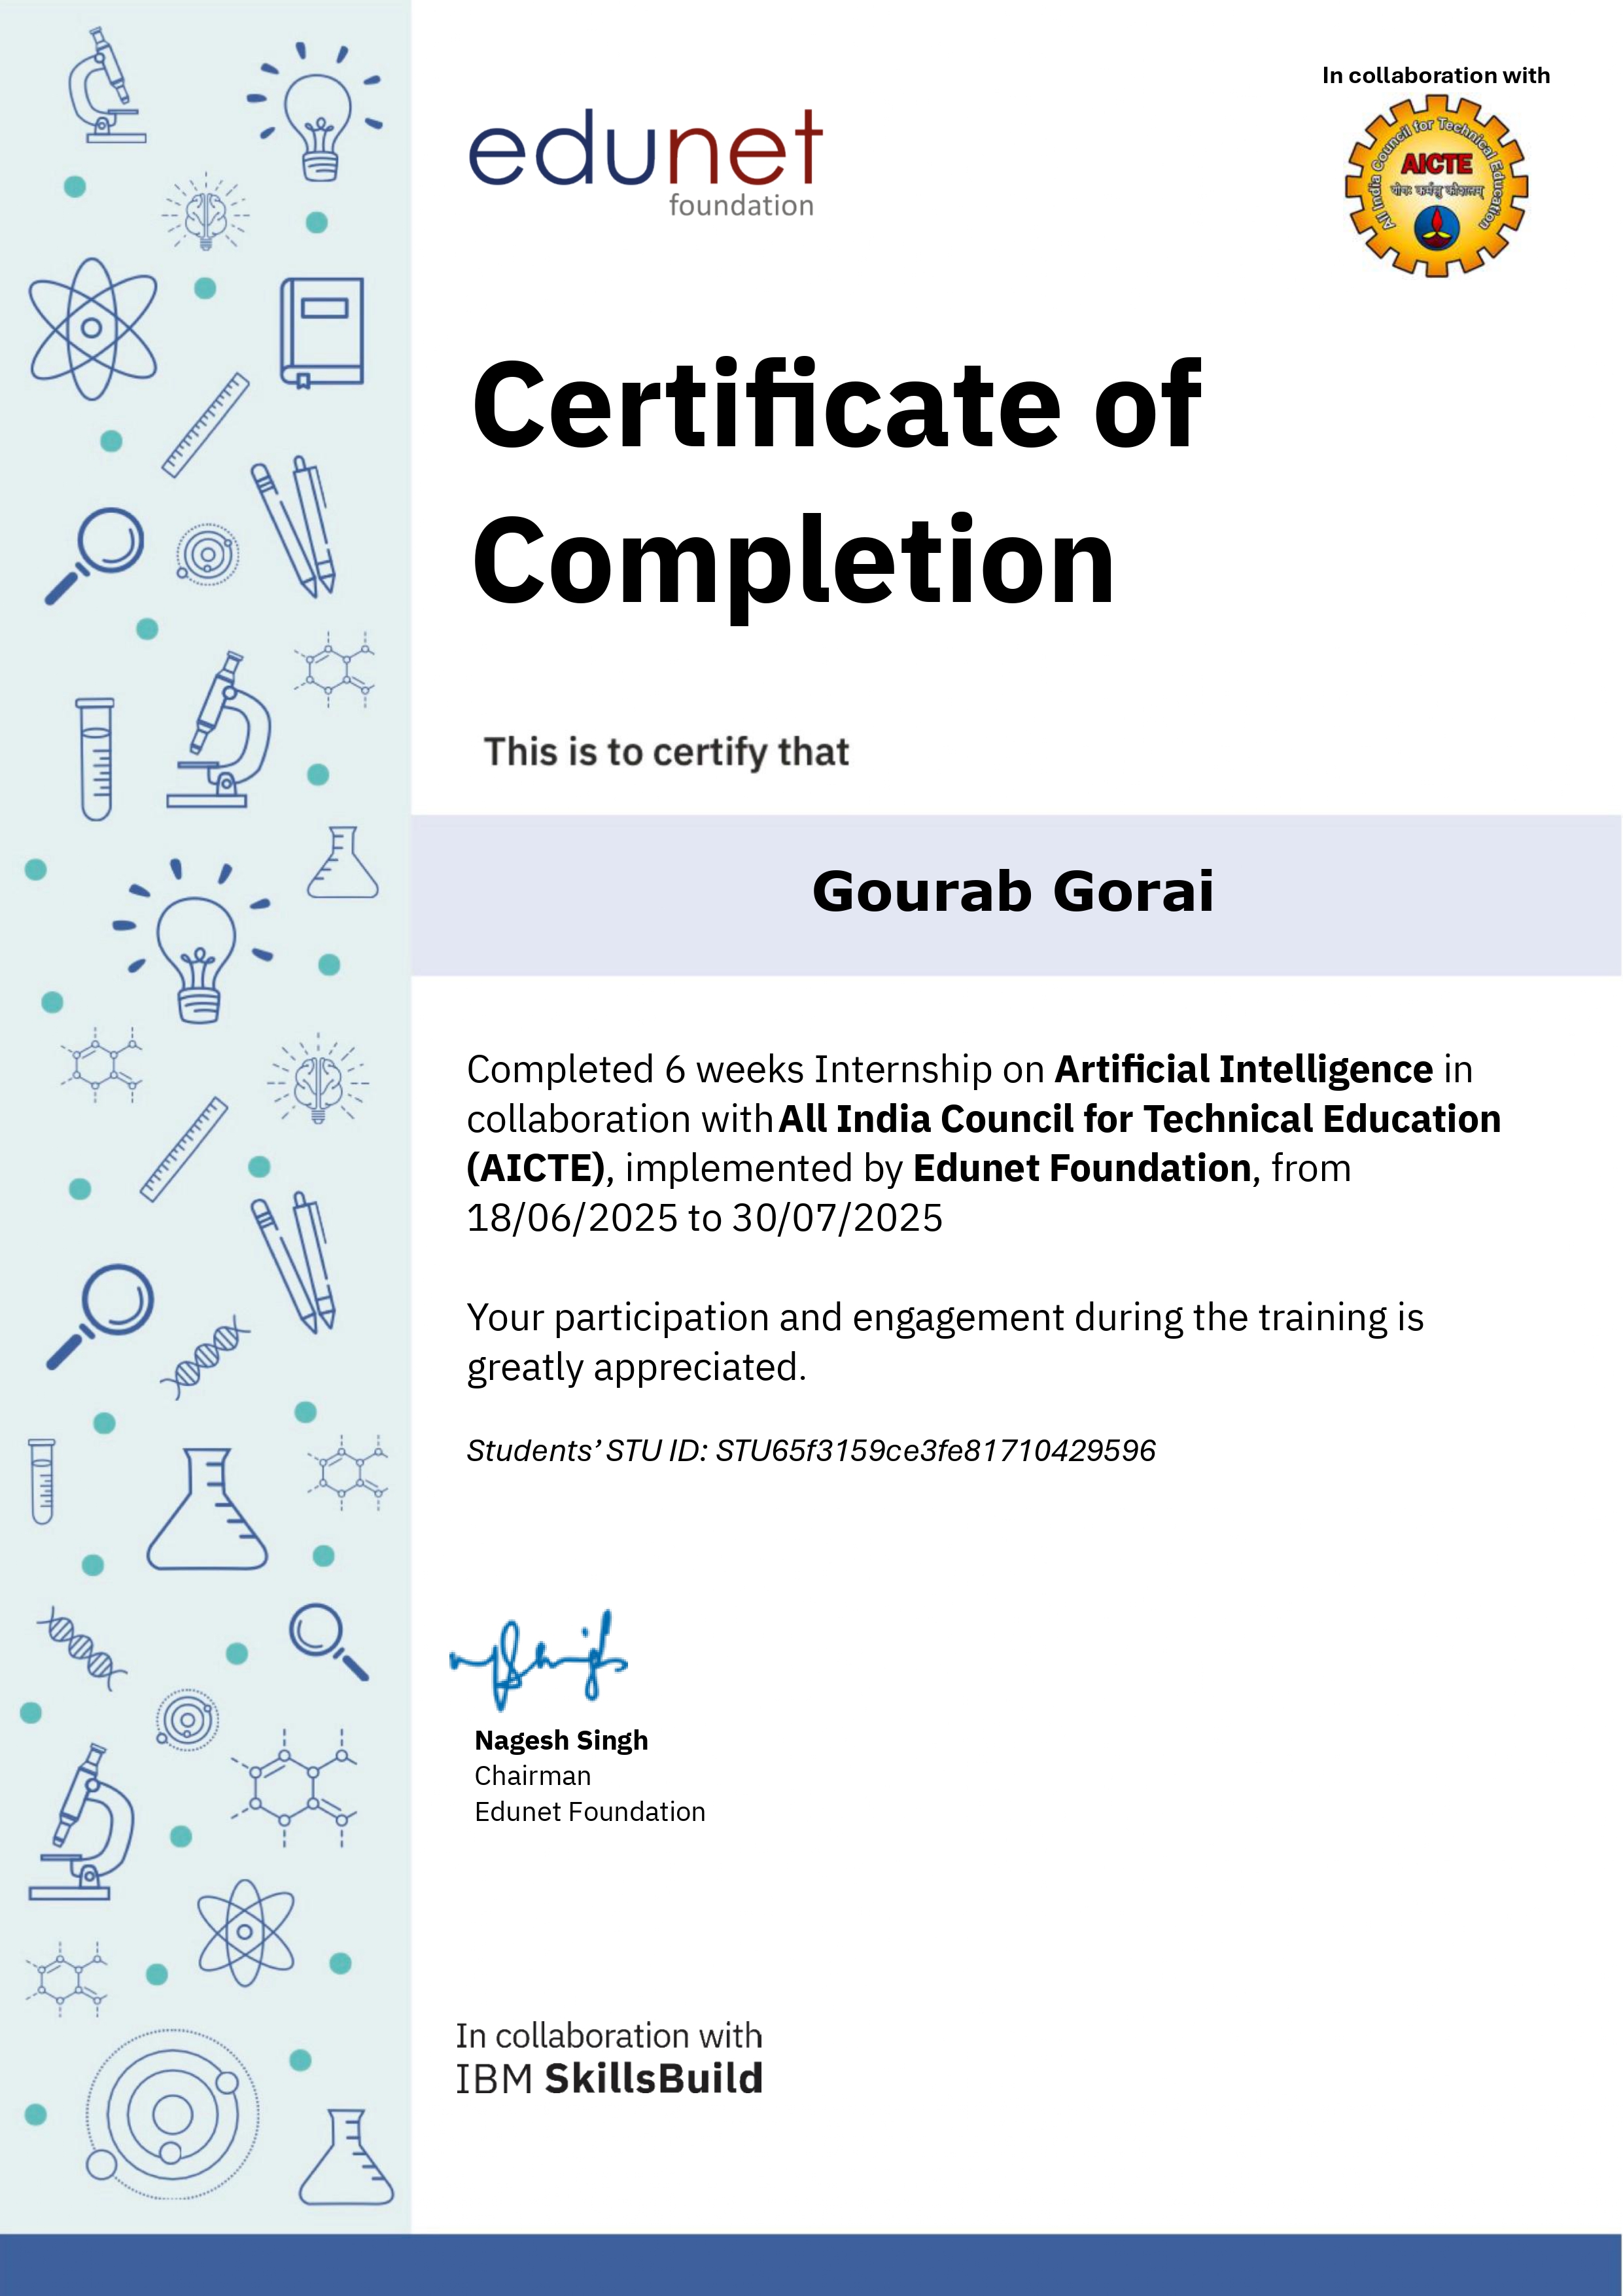 In collaboration with
edunet
foundation
All India Council for Technical Education
AICTE
योगः कर्मसु कौशलम्
Certificate of
Completion
This is to certify that
Gourab Gorai
Completed 6 weeks Internship on Artificial Intelligence in
collaboration with All India Council for Technical Education
(AICTE), implemented by Edunet Foundation, from
18/06/2025 to 30/07/2025
Your participation and engagement during the training is
greatly appreciated.
Students’ STU ID: STU65f3159ce3fe81710429596
Nagesh Singh
Chairman
Edunet Foundation
In collaboration with
IBM SkillsBuild